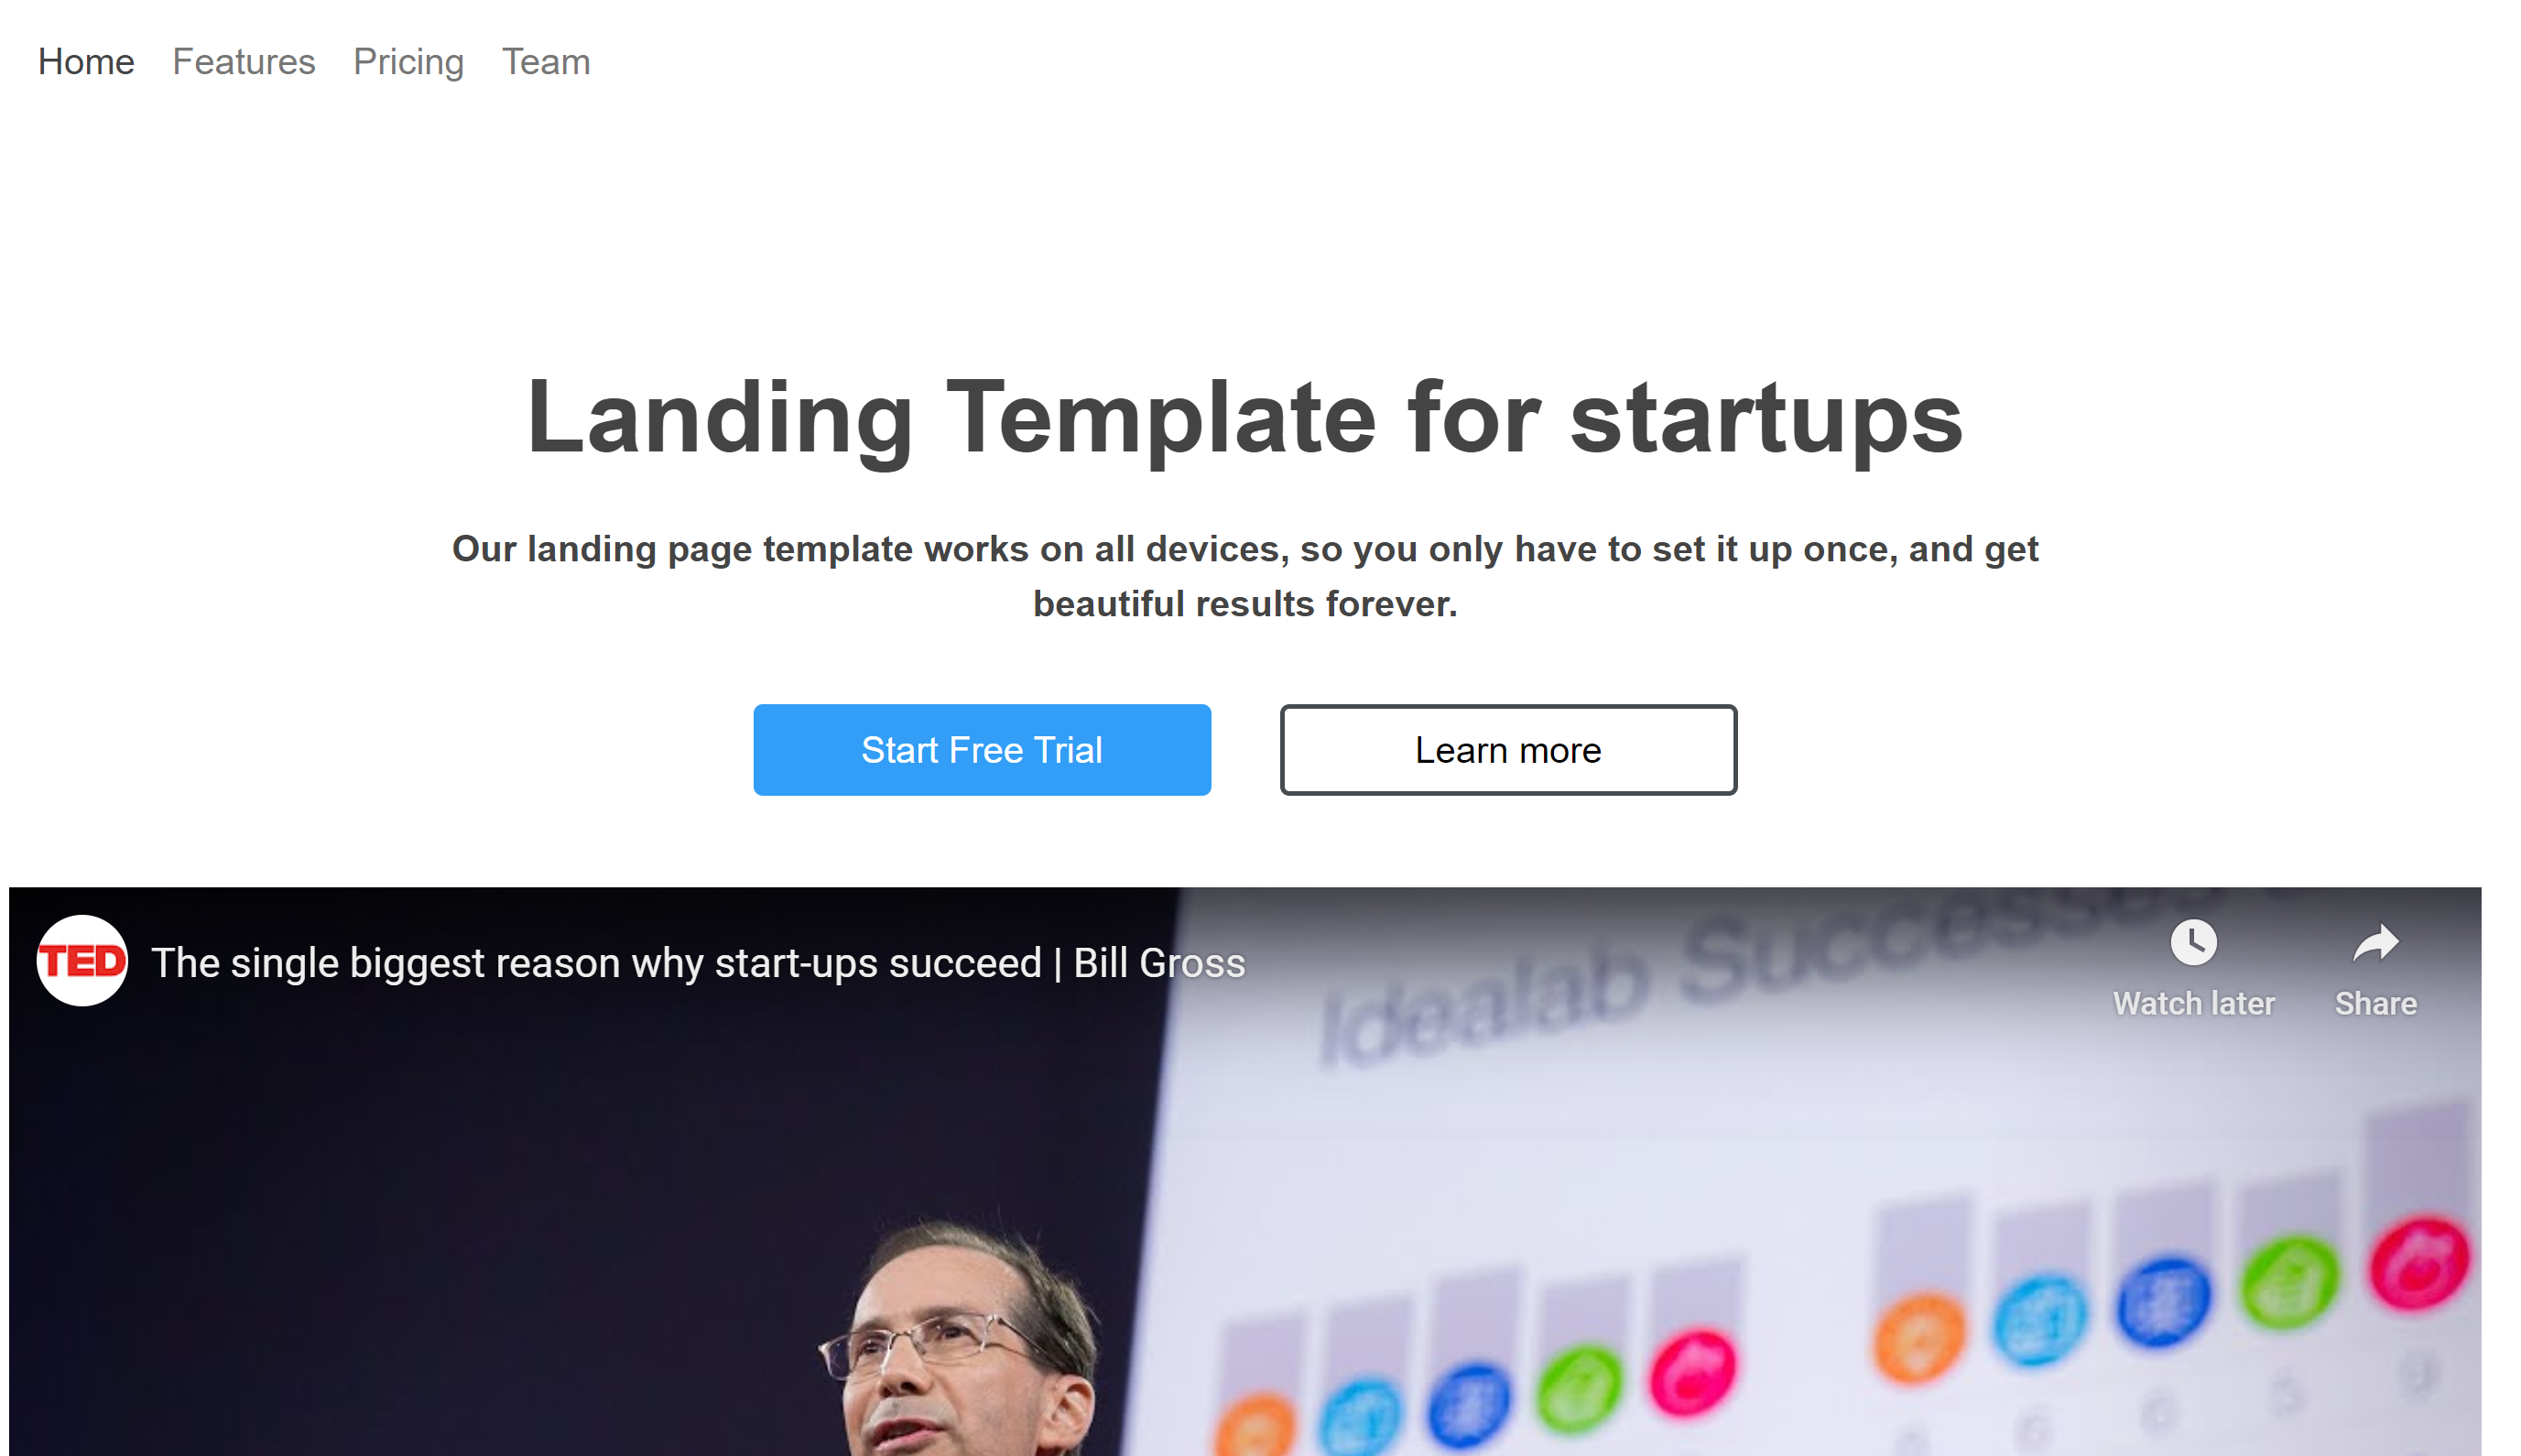 Home Features Pricing Team
Landing Template for startups
Our landing page template works on all devices, so you only have to set it up once, and get
beautiful results forever.
Start Free Trial Learn more
TED The single biggest reason why start-ups succeed | Bill Gross
Watch later Share
Idealab Successes